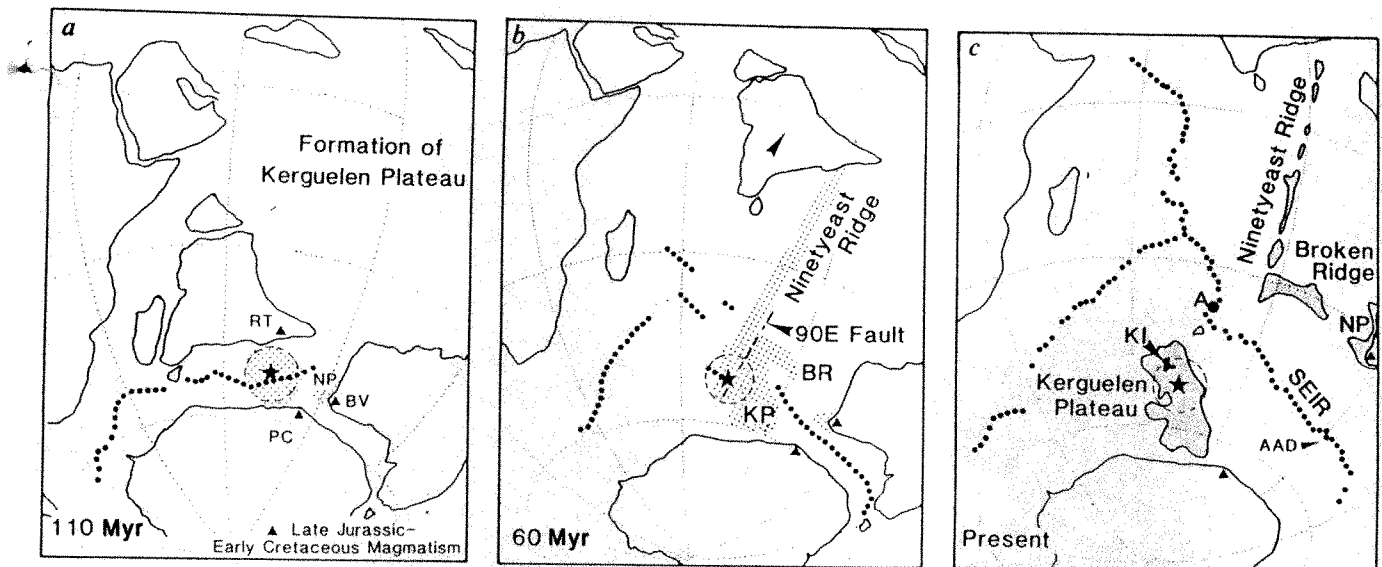 a
Formation of
Kerguelen Plateau
RT
NP
BV
PC
110 Myr
▲ Late Jurassic–
Early Cretaceous Magmatism
b
Ninetyeast
Ridge
90E Fault
BR
KP
60 Myr
c
Ninetyeast Ridge
Broken
Ridge
A
NP
KI
Kerguelen
Plateau
SEIR
AAD
Present